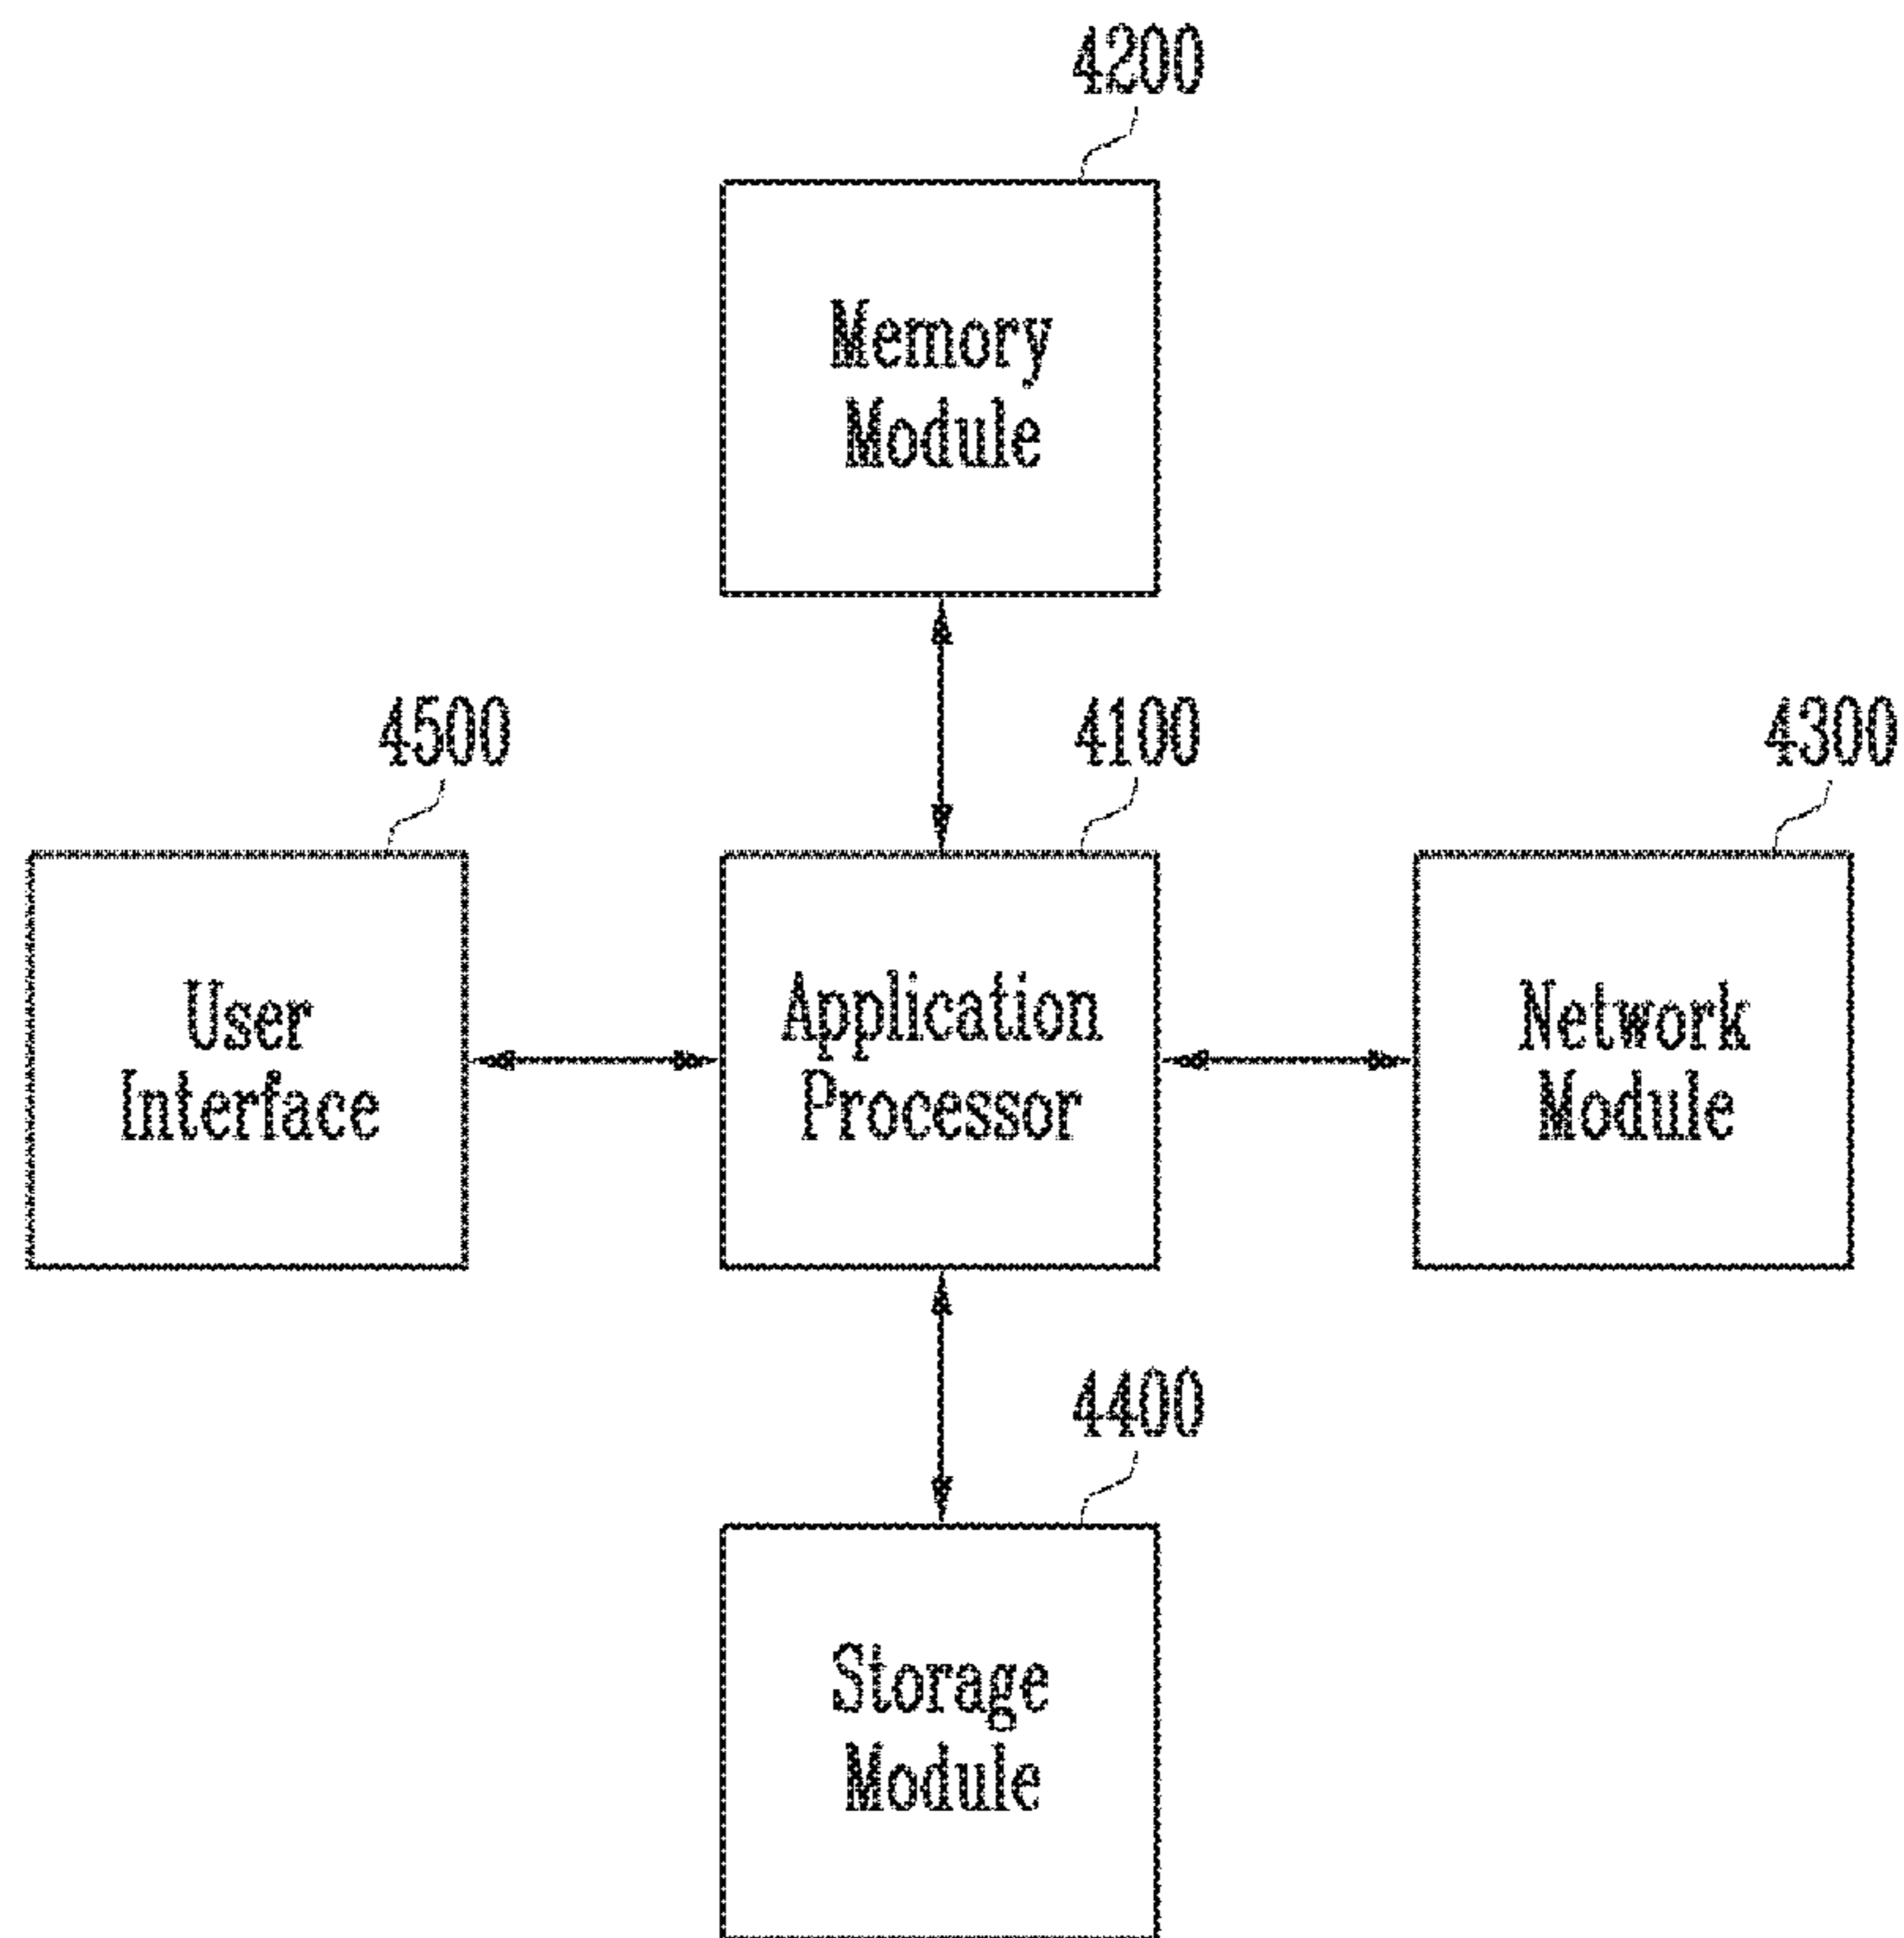 4200
Memory
Module
4500
4100
4300
User
Interface
Application
Processor
Network
Module
4400
Storage
Module